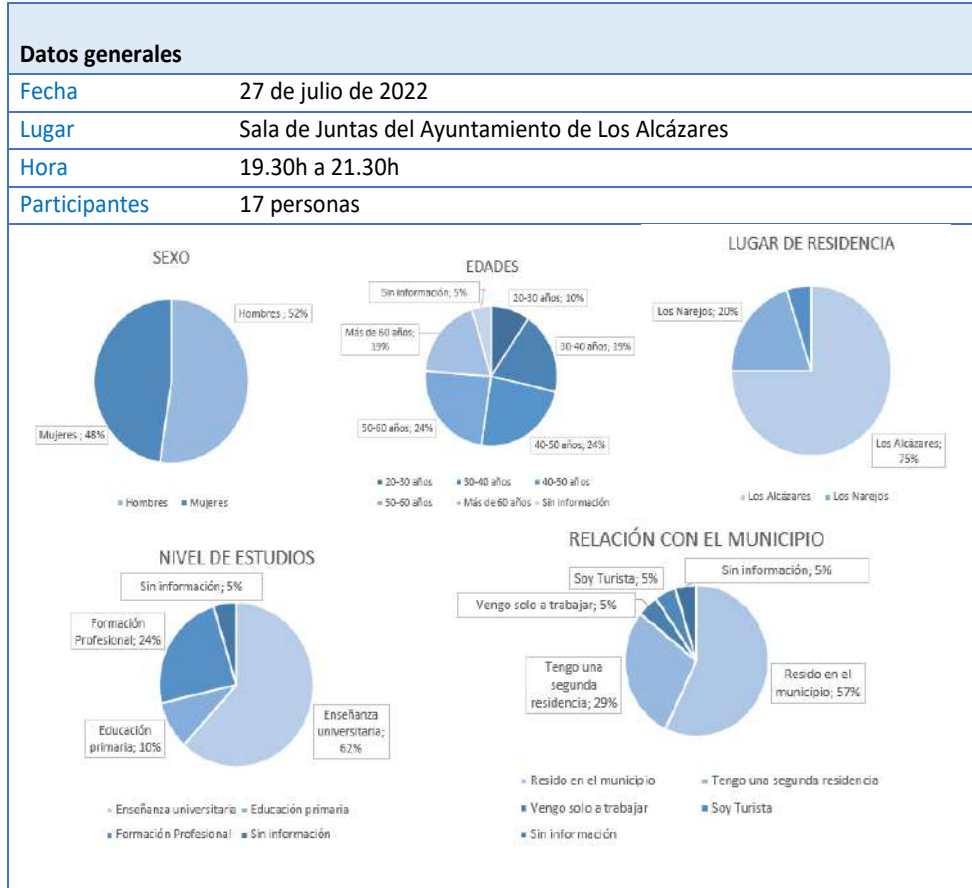 Datos generales
Fecha 27 de julio de 2022
Lugar Sala de Juntas del Ayuntamiento de Los Alcázares
Hora 19.30h a 21.30h
Participantes 17 personas
SEXO
Hombres ; 52%
Mujeres ; 48%
Hombres Mujeres
EDADES
Sin información; 5%
20-30 años; 10%
Más de 60 años;
19%
30-40 años; 19%
50-60 años; 24%
40-50 años; 24%
20-30 años 30-40 años 40-50 años
50-60 años Más de 60 años Sin Información
LUGAR DE RESIDENCIA
Los Narejos; 20%
Los Alcázares;
75%
Los Alcázares Los Narejos
NIVEL DE ESTUDIOS
Sin información; 5%
Formación
Profesional; 24%
Educación
primaria; 10%
Enseñanza
universitaria;
62%
Enseñanza universitaria Educación primaria
Formación Profesional Sin información
RELACIÓN CON EL MUNICIPIO
Soy Turista; 5%
Sin información; 5%
Vengo solo a trabajar; 5%
Tengo una
segunda
residencia; 29%
Resido en el
municipio; 57%
Resido en el municipio Tengo una segunda residencia
Vengo solo a trabajar Soy Turista
Sin información